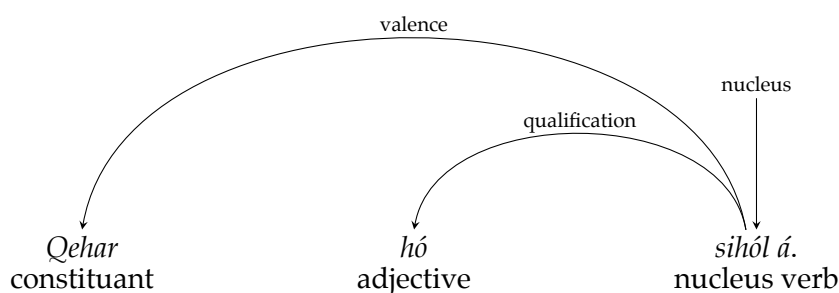 valence
nucleus
qualification
Qehar hó sihól á.
constituant adjective nucleus verb